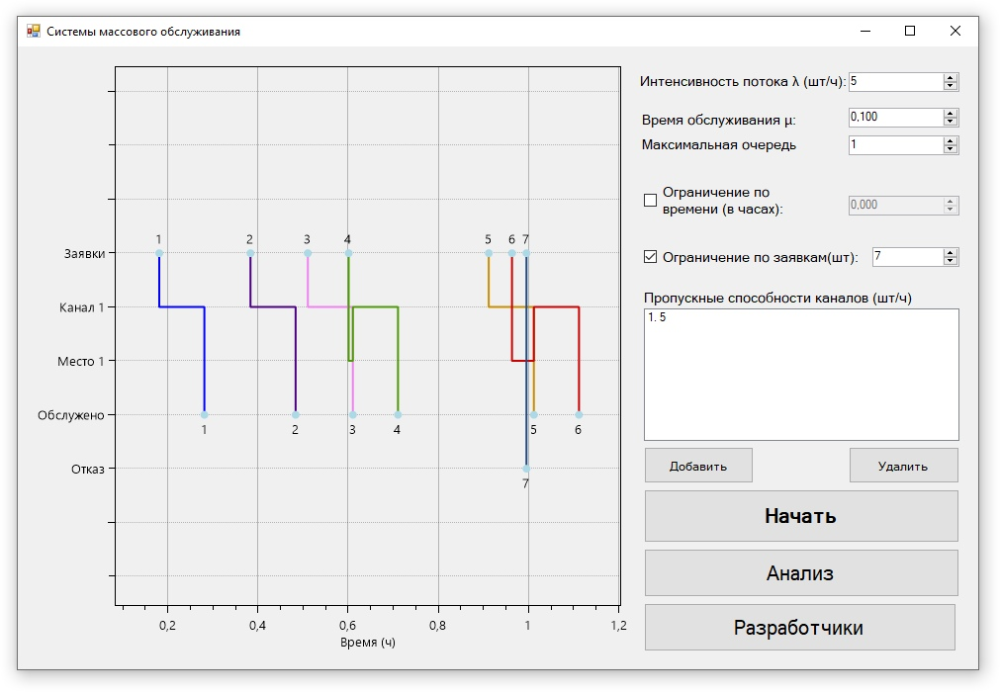 Системы массового обслуживания
Интенсивность потока λ (шт/ч): 5
Время обслуживания μ: 0,100
Максимальная очередь 1
Ограничение по
времени (в часах): 0,000
Ограничение по заявкам(шт): 7
Пропускные способности каналов (шт/ч)
1. 5
Добавить Удалить
Начать
Анализ
Разработчики
1 2 3 4 5 6 7
Заявки
Канал 1
Место 1
Обслужено
1 2 3 4 5 6
Отказ
7
0,2 0,4 0,6 0,8 1 1,2
Время (ч)